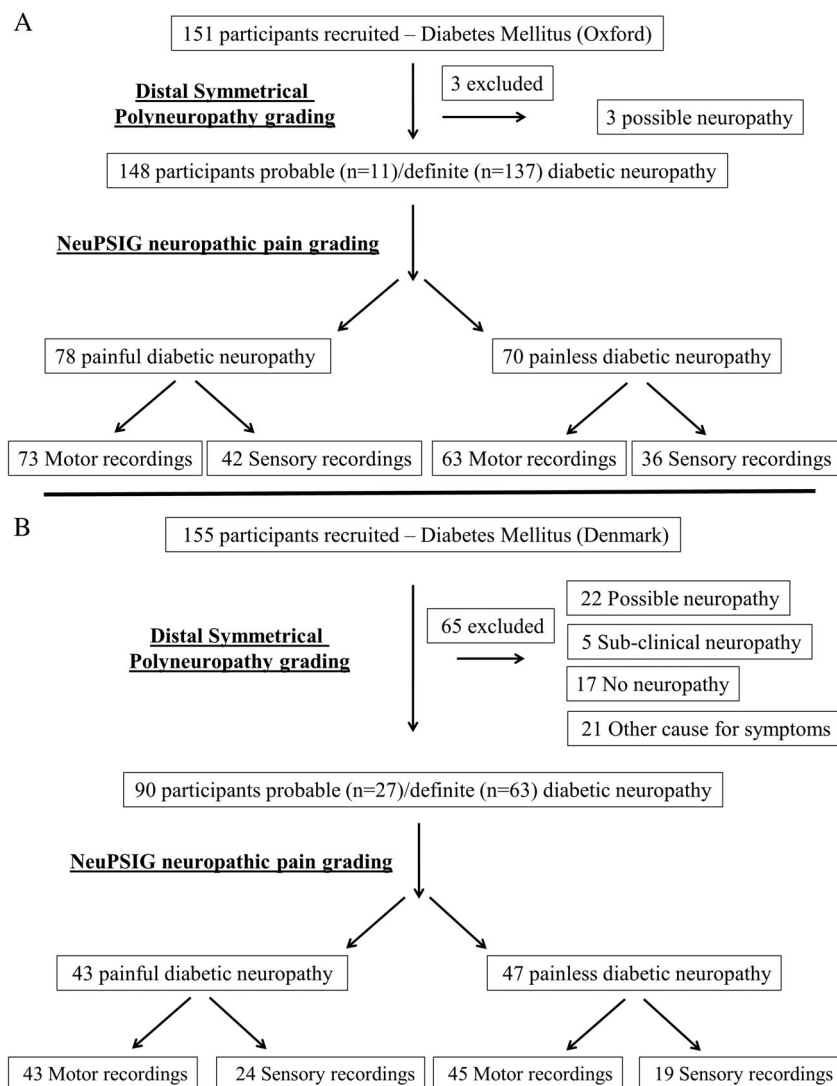 A
151 participants recruited – Diabetes Mellitus (Oxford)
Distal Symmetrical
Polyneuropathy grading
3 excluded
3 possible neuropathy
148 participants probable (n=11)/definite (n=137) diabetic neuropathy
NeuPSIG neuropathic pain grading
78 painful diabetic neuropathy
70 painless diabetic neuropathy
73 Motor recordings
42 Sensory recordings
63 Motor recordings
36 Sensory recordings
B
155 participants recruited – Diabetes Mellitus (Denmark)
Distal Symmetrical
Polyneuropathy grading
65 excluded
22 Possible neuropathy
5 Sub-clinical neuropathy
17 No neuropathy
21 Other cause for symptoms
90 participants probable (n=27)/definite (n=63) diabetic neuropathy
NeuPSIG neuropathic pain grading
43 painful diabetic neuropathy
47 painless diabetic neuropathy
43 Motor recordings
24 Sensory recordings
45 Motor recordings
19 Sensory recordings